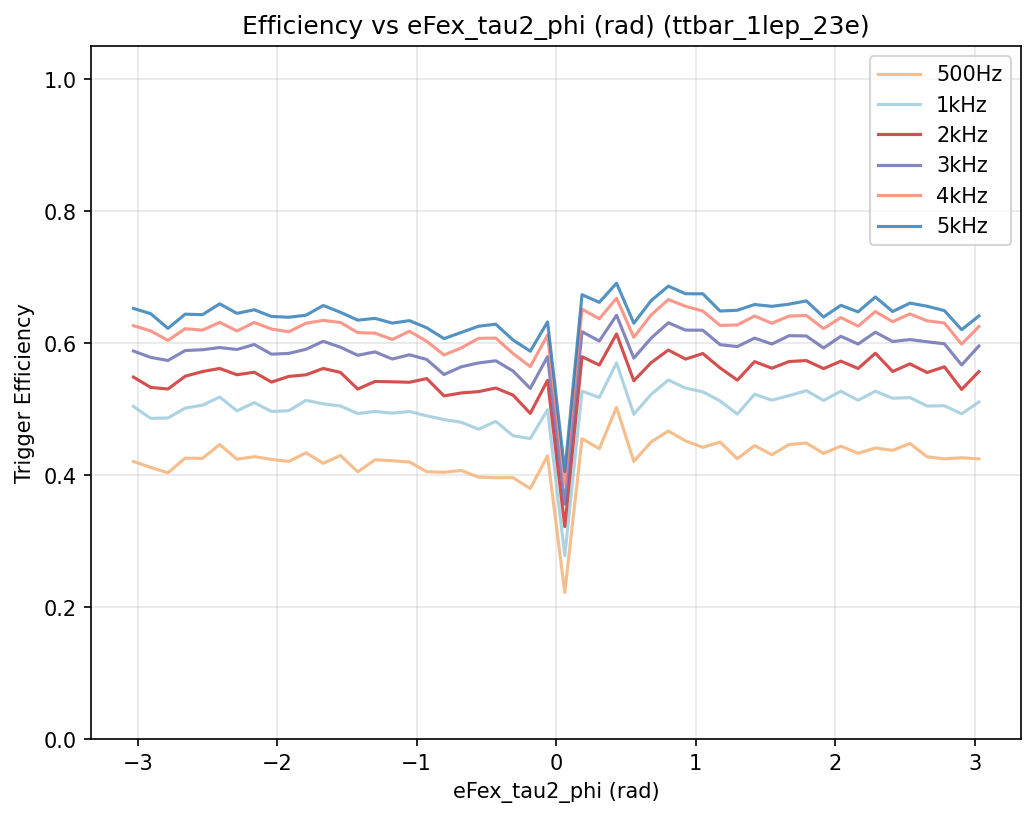 Efficiency vs eFex_tau2_phi (rad) (ttbar_1lep_23e)
500Hz
1kHz
2kHz
3kHz
4kHz
5kHz
Trigger Efficiency
1.0
0.8
0.6
0.4
0.2
0.0
−3 −2 −1 0 1 2 3
eFex_tau2_phi (rad)